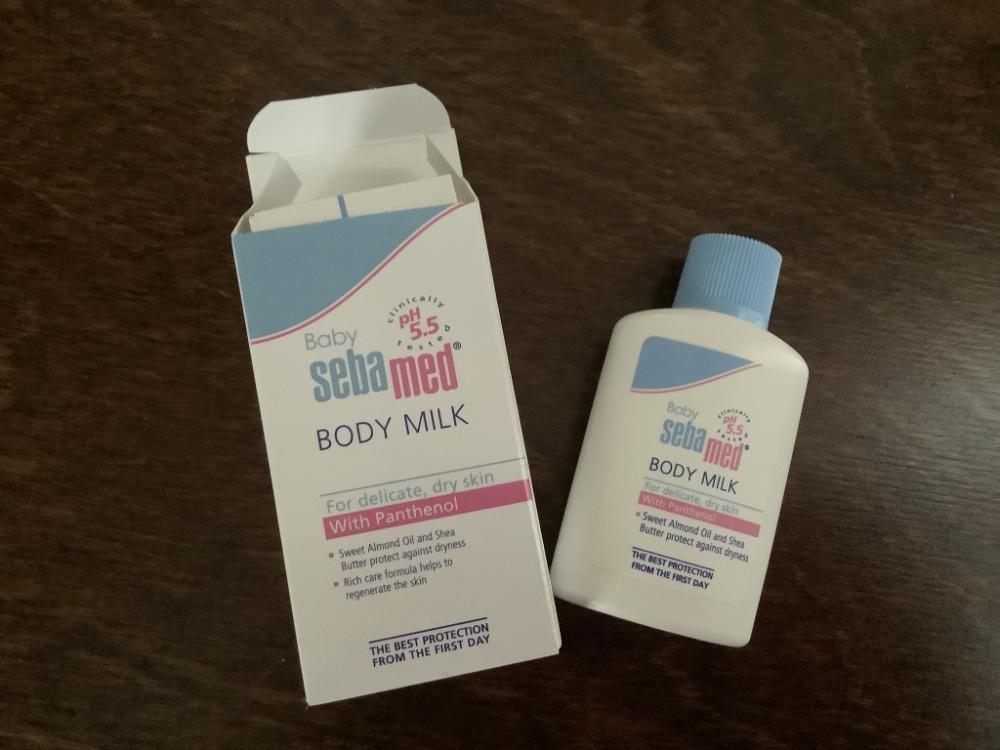 clinically
pH
5.5
tested
Baby
sebamed®
BODY MILK
For delicate, dry skin
With Panthenol
▪ Sweet Almond Oil and Shea
Butter protect against dryness
▪ Rich care formula helps to
regenerate the skin
THE BEST PROTECTION
FROM THE FIRST DAY
Baby
clinically
pH
5.5
tested
sebamed®
BODY MILK
For delicate, dry skin
With Panthenol
▪ Sweet Almond Oil and Shea
Butter protect against dryness
THE BEST PROTECTION
FROM THE FIRST DAY